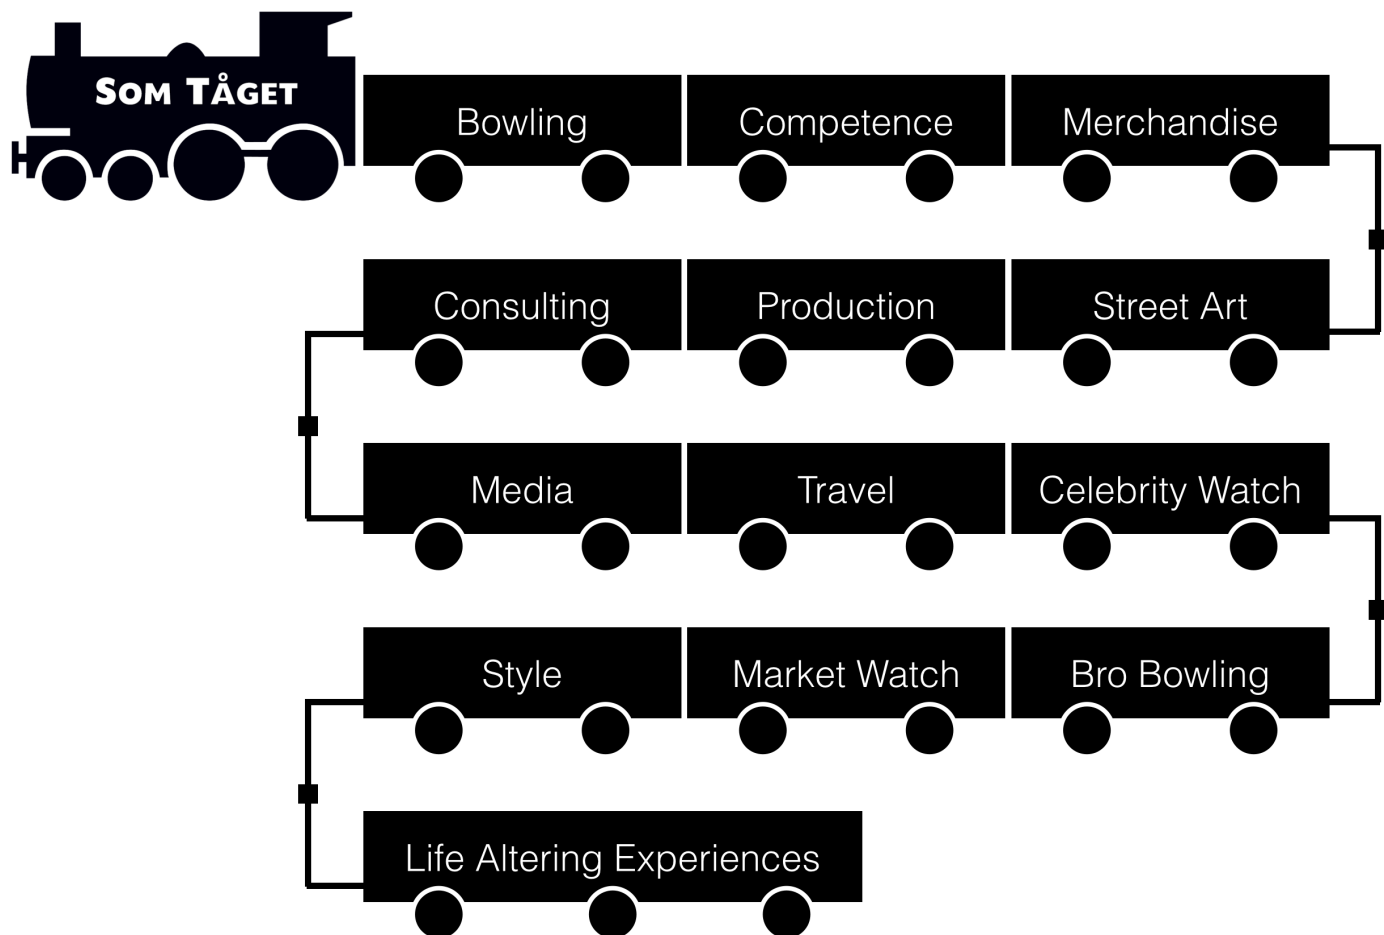 SOM TÅGET
Bowling
Competence
Merchandise
Consulting
Production
Street Art
Media
Travel
Celebrity Watch
Style
Market Watch
Bro Bowling
Life Altering Experiences